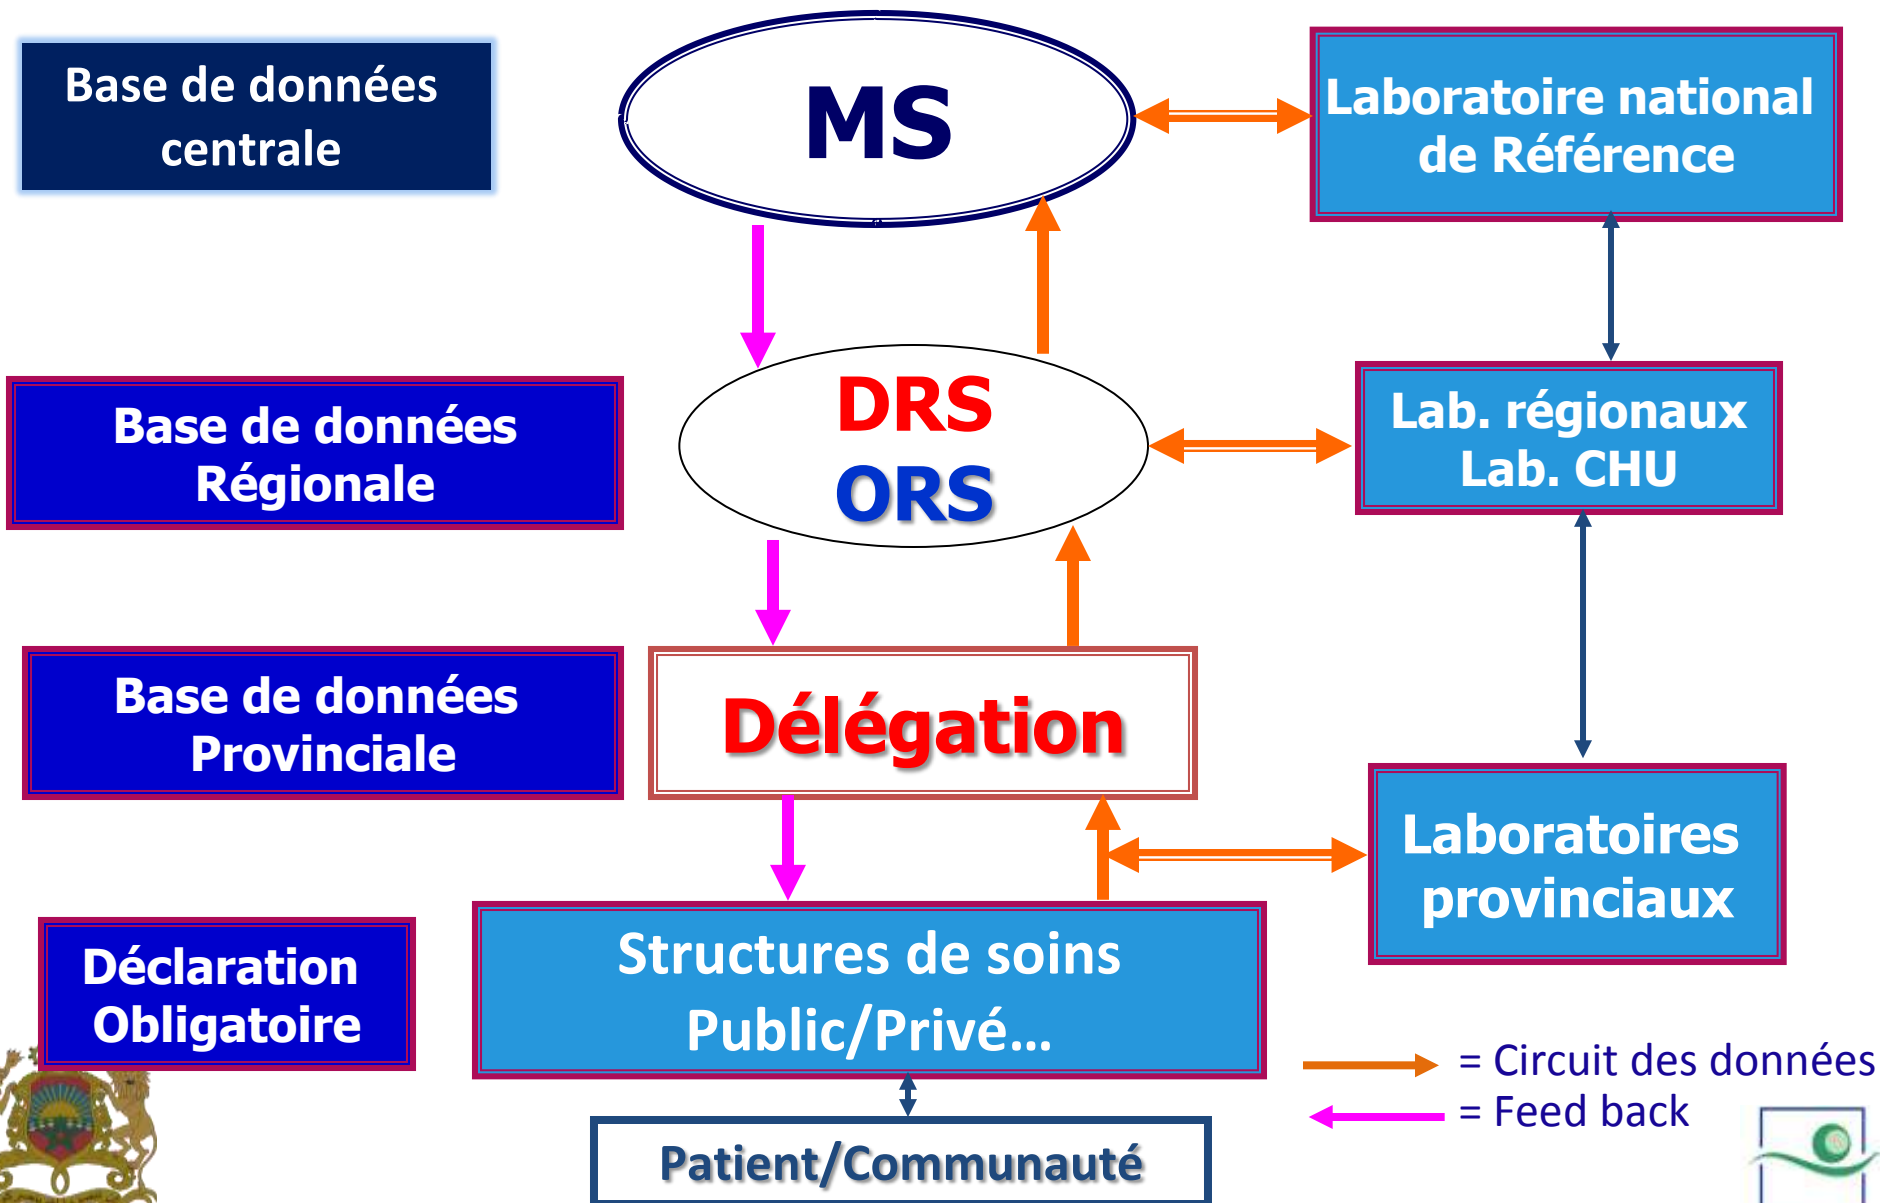 Base de données
centrale
MS
Laboratoire national
de Référence
Base de données
Régionale
DRS
ORS
Lab. régionaux
Lab. CHU
Base de données
Provinciale
Délégation
Laboratoires
provinciaux
Déclaration
Obligatoire
Structures de soins
Public/Privé...
= Circuit des données
= Feed back
Patient/Communauté